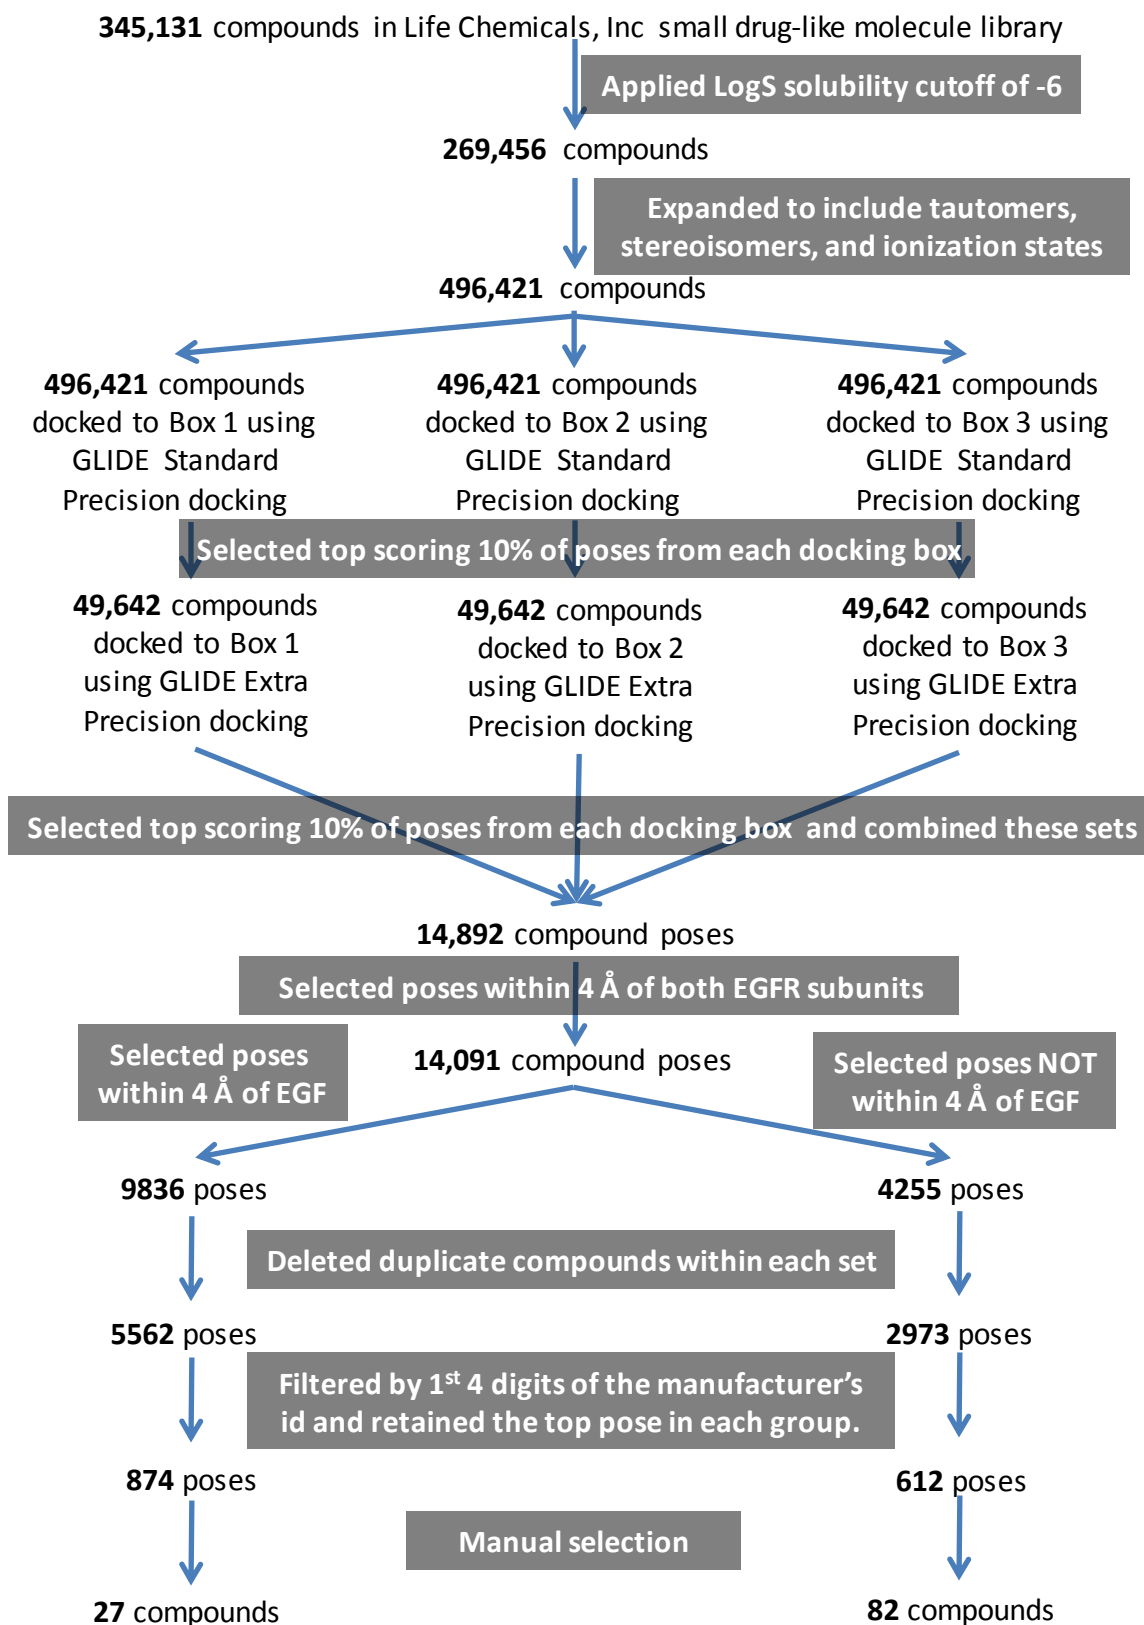 345,131 compounds in Life Chemicals, Inc small drug-like molecule library
Applied LogS solubility cutoff of -6
269,456 compounds
Expanded to include tautomers,
stereoisomers, and ionization states
496,421 compounds
496,421 compounds
docked to Box 1 using
GLIDE Standard
Precision docking
496,421 compounds
docked to Box 2 using
GLIDE Standard
Precision docking
496,421 compounds
docked to Box 3 using
GLIDE Standard
Precision docking
Selected top scoring 10% of poses from each docking box
49,642 compounds
docked to Box 1
using GLIDE Extra
Precision docking
49,642 compounds
docked to Box 2
using GLIDE Extra
Precision docking
49,642 compounds
docked to Box 3
using GLIDE Extra
Precision docking
Selected top scoring 10% of poses from each docking box and combined these sets
14,892 compound poses
Selected poses within 4 Å of both EGFR subunits
14,091 compound poses
Selected poses
within 4 Å of EGF
Selected poses NOT
within 4 Å of EGF
9836 poses
4255 poses
Deleted duplicate compounds within each set
5562 poses
2973 poses
Filtered by 1st 4 digits of the manufacturer's
id and retained the top pose in each group.
874 poses
612 poses
Manual selection
27 compounds
82 compounds